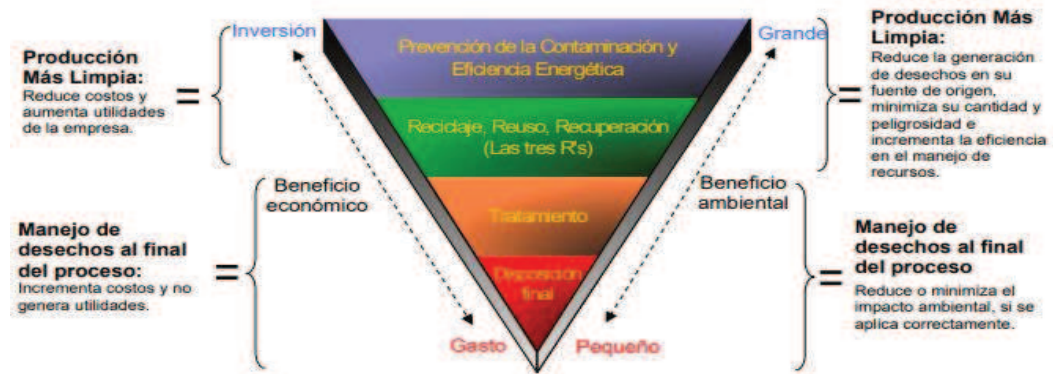 Producción
Más Limpia:
Reduce costos y
aumenta utilidades
de la empresa.
=
Manejo de
desechos al final
del proceso:
Incrementa costos y no
genera utilidades.
=
Inversión
Beneficio
económico
Gasto
Prevención de la Contaminación y
Eficiencia Energética
Reciclaje, Reuso, Recuperación
(Las tres R's)
Tratamiento
Disposición
final
Grande
Beneficio
ambiental
Pequeño
=
Producción Más
Limpia:
Reduce la generación
de desechos en su
fuente de origen,
minimiza su cantidad y
peligrosidad e
incrementa la eficiencia
en el manejo de
recursos.
=
Manejo de
desechos al final
del proceso
Reduce o minimiza el
impacto ambiental, si se
aplica correctamente.